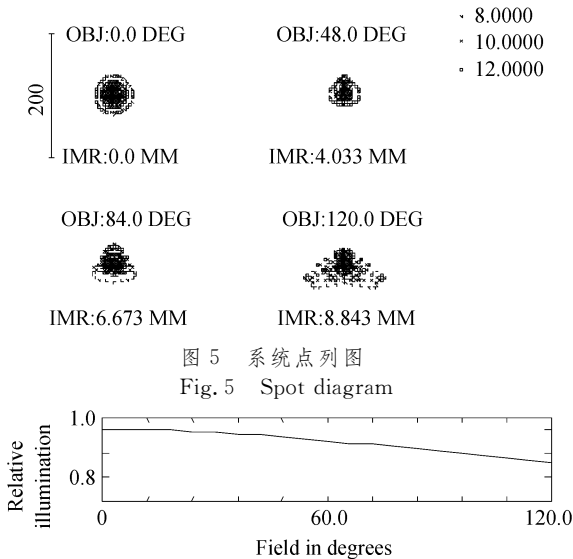 OBJ:0.0 DEG
OBJ:48.0 DEG
8.0000
10.0000
12.0000
200
IMR:0.0 MM
IMR:4.033 MM
OBJ:84.0 DEG
OBJ:120.0 DEG
IMR:6.673 MM
IMR:8.843 MM
图 5 系统点列图
Fig. 5 Spot diagram
1.0
0.8
Relative
illumination
0
60.0
120.0
Field in degrees